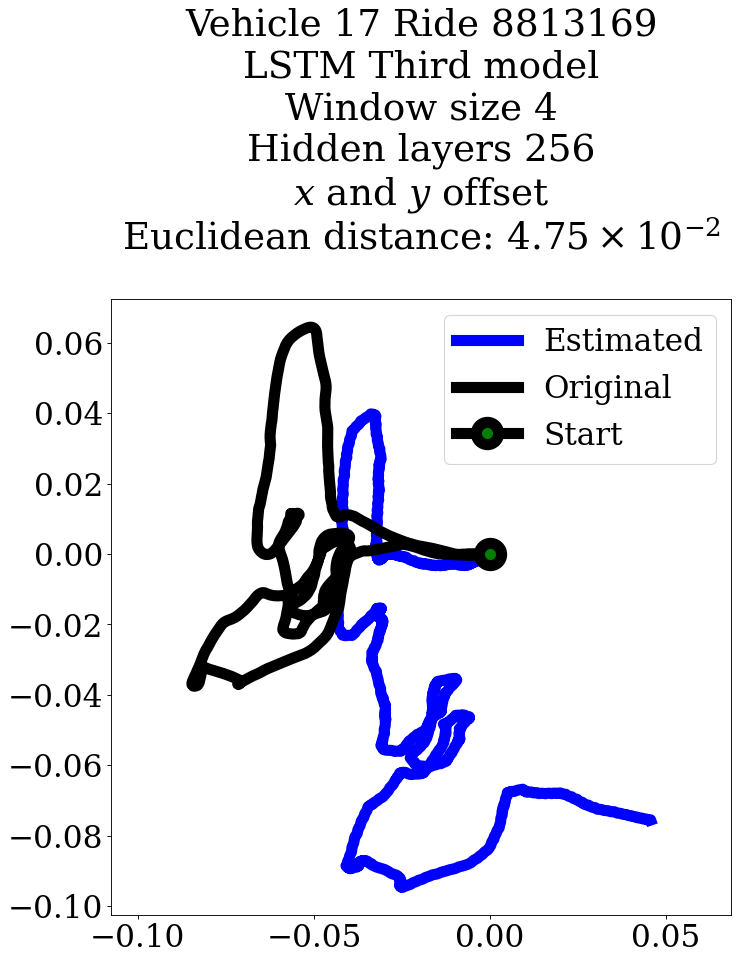 Vehicle 17 Ride 8813169
LSTM Third model
Window size 4
Hidden layers 256
x and y offset
Euclidean distance: 4.75 × 10⁻²
Estimated
Original
Start
0.06
0.04
0.02
0.00
−0.02
−0.04
−0.06
−0.08
−0.10
−0.10 −0.05 0.00 0.05